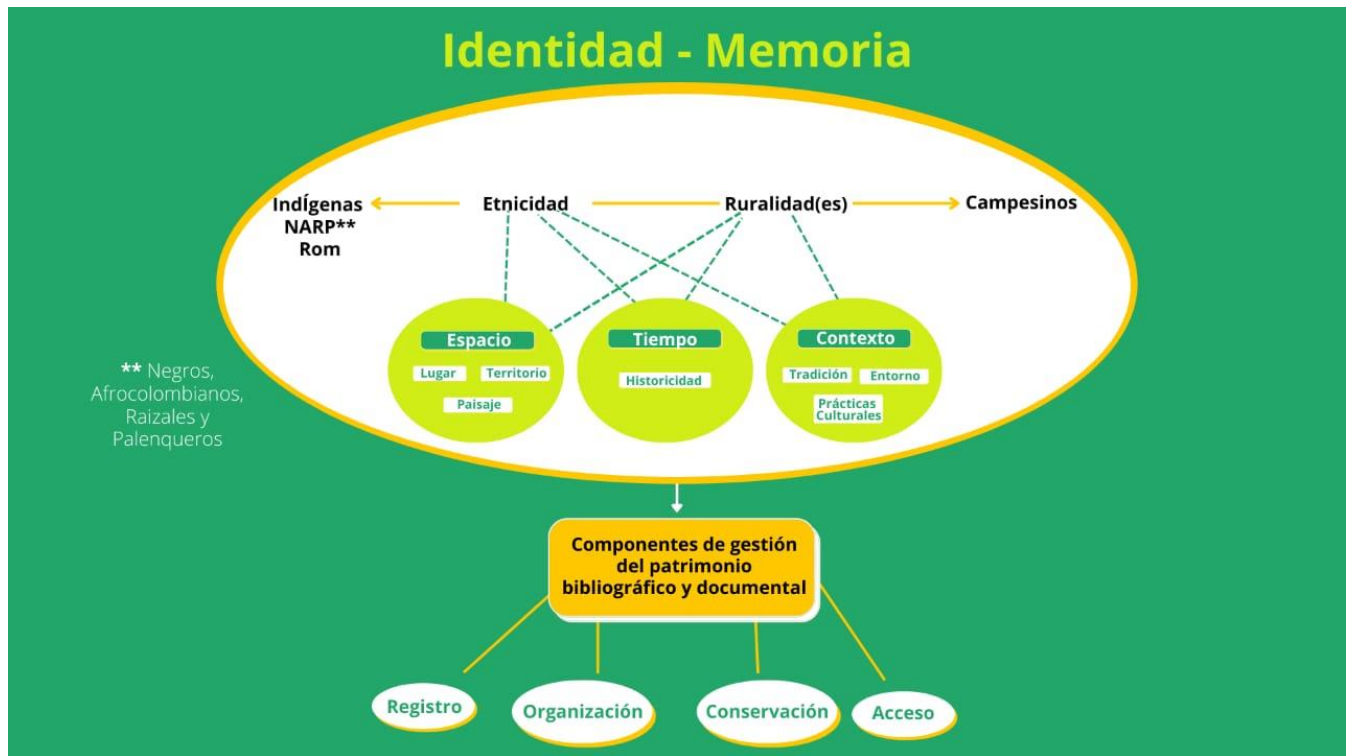 Identidad - Memoria
Indígenas
NARP**
Rom
Etnicidad
Ruralidad(es)
Campesinos
Espacio
Lugar
Territorio
Paisaje
Tiempo
Historicidad
Contexto
Tradición
Entorno
Prácticas
Culturales
** Negros,
Afrocolombianos,
Raizales y
Palenqueros
Componentes de gestión
del patrimonio
bibliográfico y documental
Registro
Organización
Conservación
Acceso